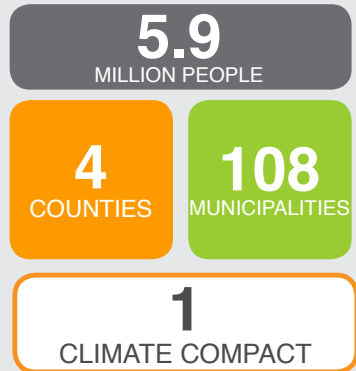 5.9
MILLION PEOPLE
4
COUNTIES
108
MUNICIPALITIES
1
CLIMATE COMPACT